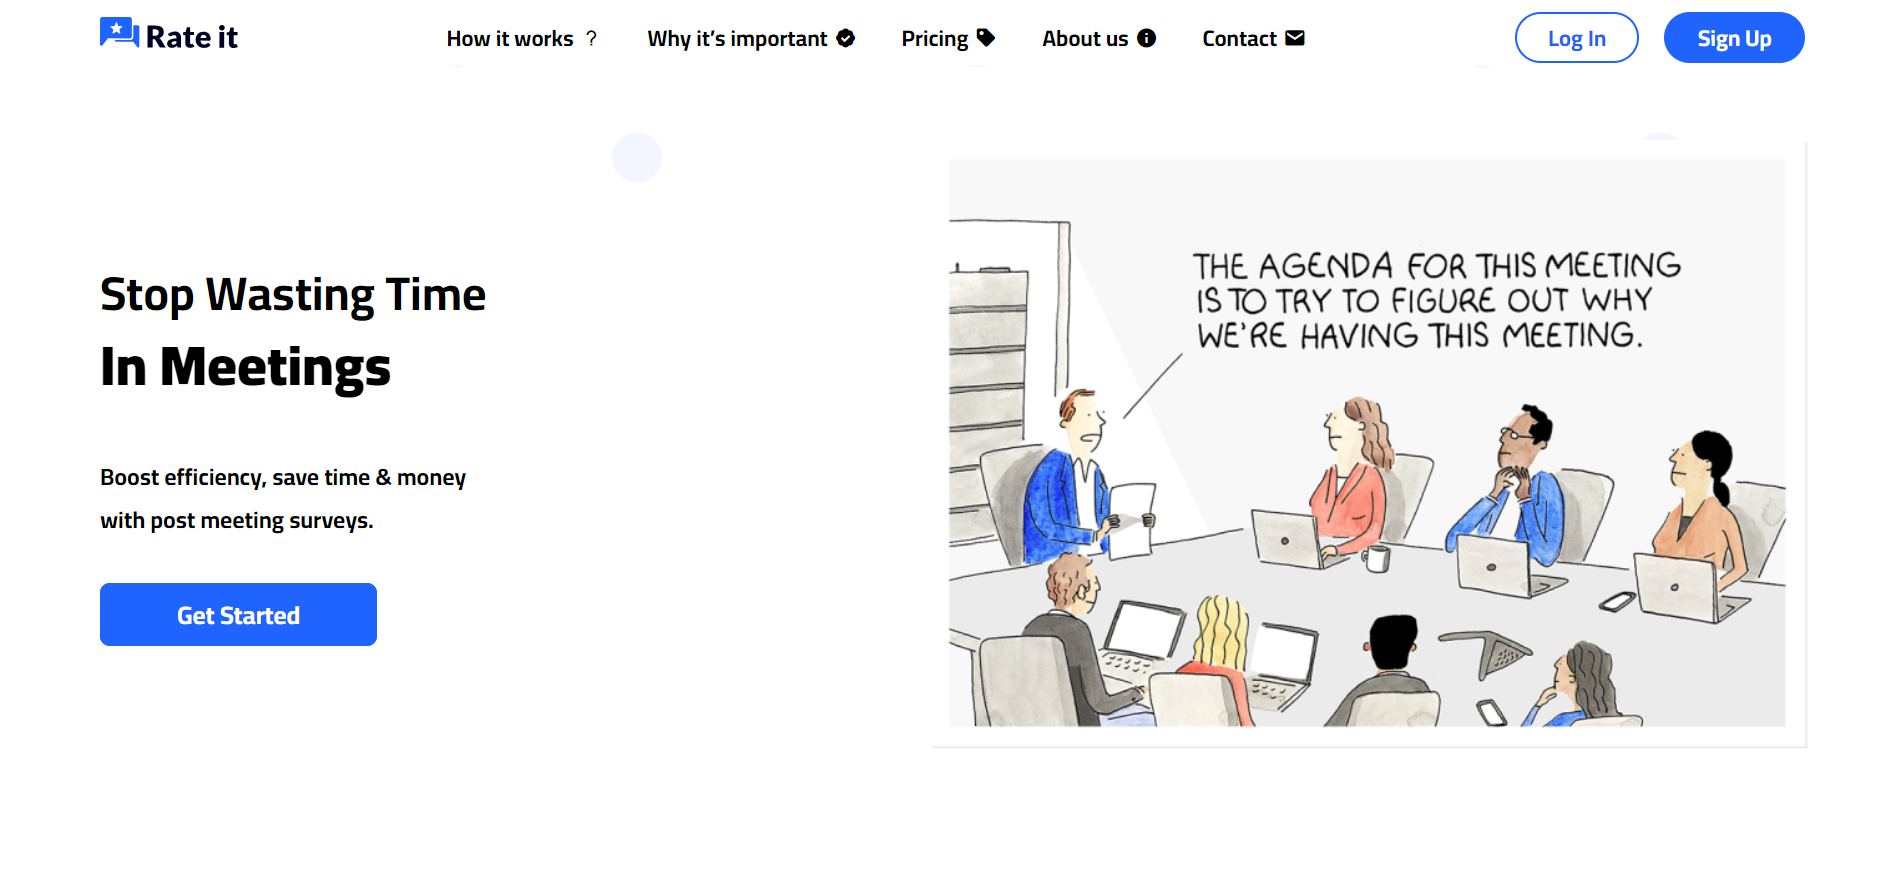 Rate it
How it works ?
Why it's important
Pricing
About us
Contact
Log In
Sign Up
Stop Wasting Time
In Meetings
Boost efficiency, save time & money
with post meeting surveys.
Get Started
THE AGENDA FOR THIS MEETING
IS TO TRY TO FIGURE OUT WHY
WE'RE HAVING THIS MEETING.